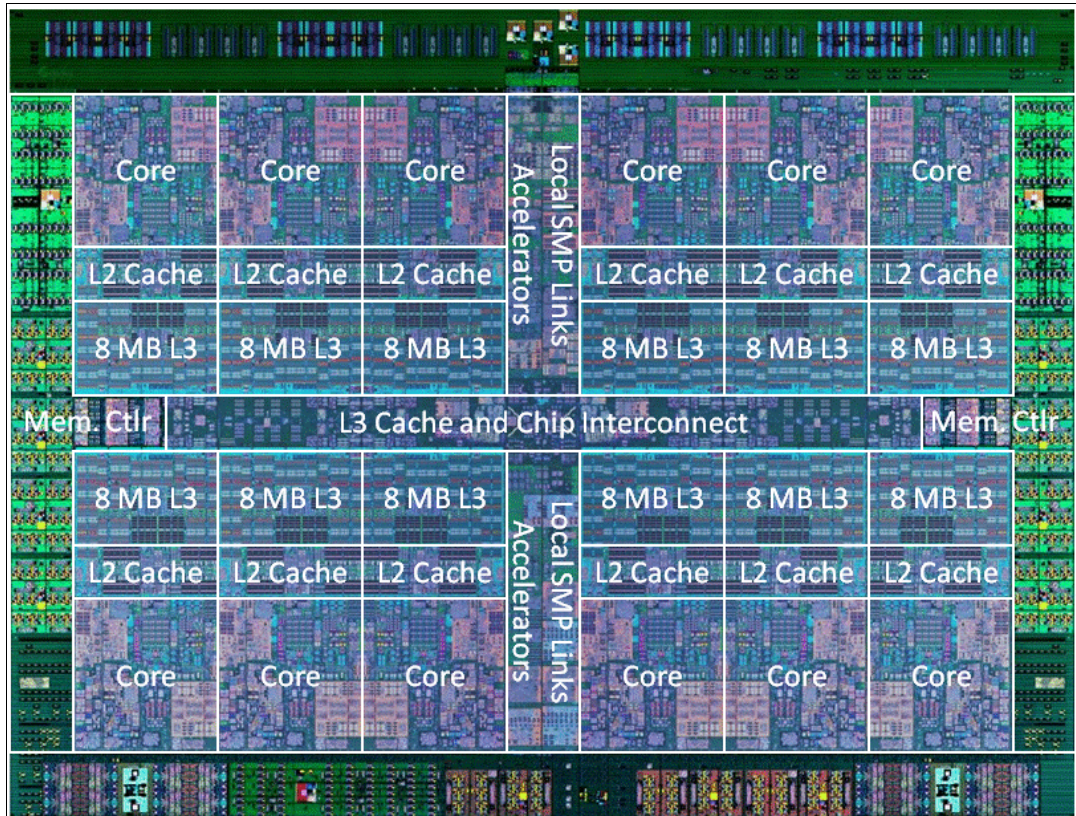 Core Core Core Core Core Core
L2 Cache L2 Cache L2 Cache L2 Cache L2 Cache L2 Cache
8 MB L3 8 MB L3 8 MB L3 8 MB L3 8 MB L3 8 MB L3
Accelerators
Local SMP Links
Mem. Ctlr L3 Cache and Chip Interconnect Mem. Ctlr
8 MB L3 8 MB L3 8 MB L3 8 MB L3 8 MB L3 8 MB L3
L2 Cache L2 Cache L2 Cache L2 Cache L2 Cache L2 Cache
Core Core Core Core Core Core
Accelerators
Local SMP Links